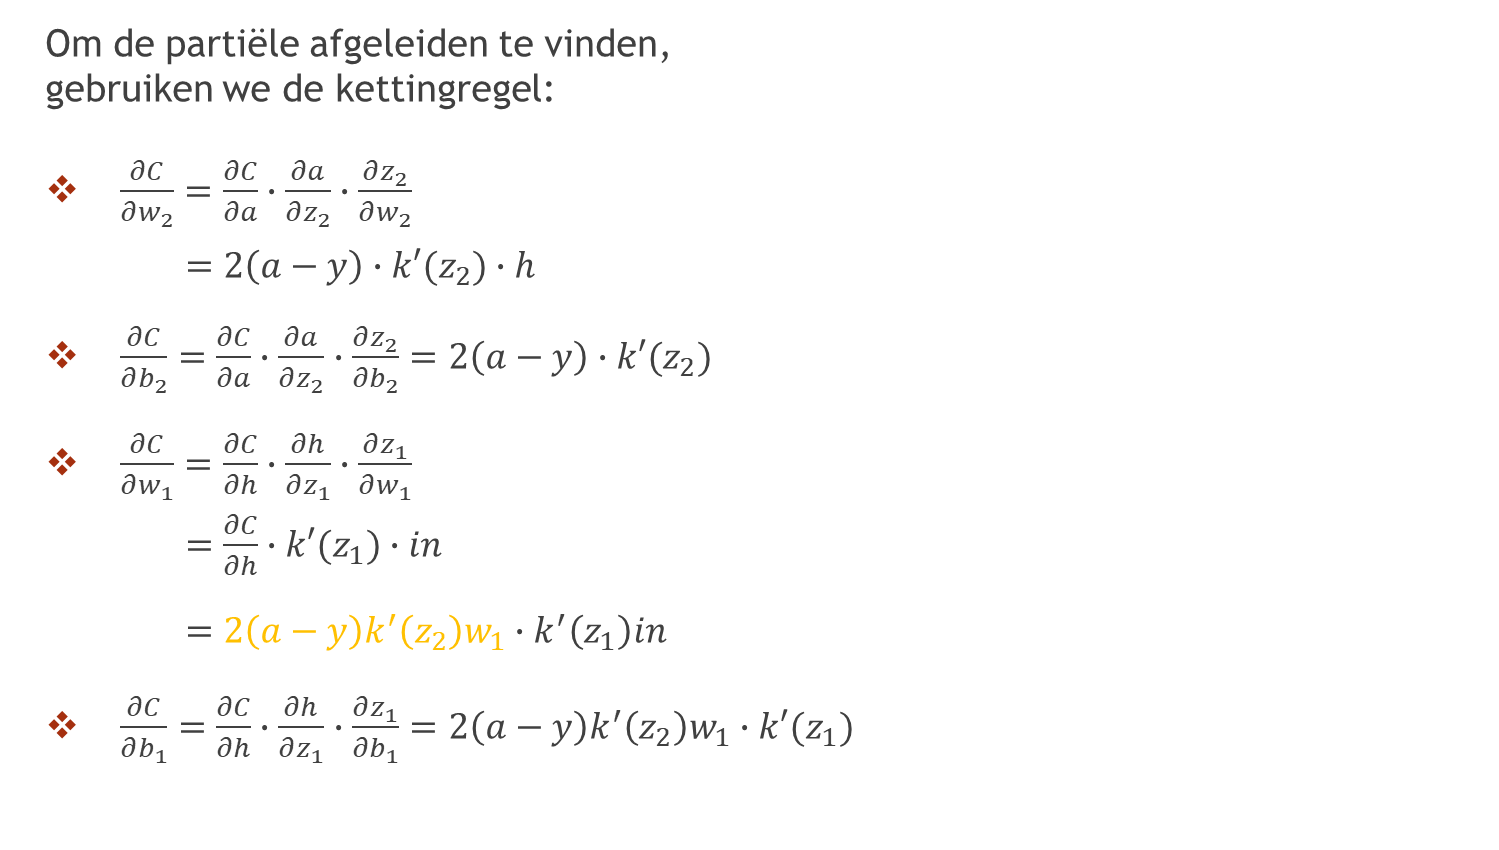 Om de partiële afgeleiden te vinden,
gebruiken we de kettingregel:
❖ ∂C/∂w₂ = ∂C/∂a · ∂a/∂z₂ · ∂z₂/∂w₂
= 2(a − y) · k′(z₂) · h
❖ ∂C/∂b₂ = ∂C/∂a · ∂a/∂z₂ · ∂z₂/∂b₂ = 2(a − y) · k′(z₂)
❖ ∂C/∂w₁ = ∂C/∂h · ∂h/∂z₁ · ∂z₁/∂w₁
= ∂C/∂h · k′(z₁) · in
= 2(a − y)k′(z₂)w₁ · k′(z₁)in
❖ ∂C/∂b₁ = ∂C/∂h · ∂h/∂z₁ · ∂z₁/∂b₁ = 2(a − y)k′(z₂)w₁ · k′(z₁)